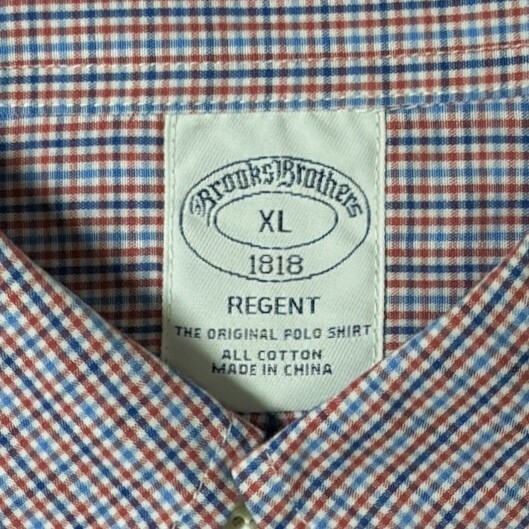 Brooks Brothers
XL
1818
REGENT
THE ORIGINAL POLO SHIRT
ALL COTTON
MADE IN CHINA